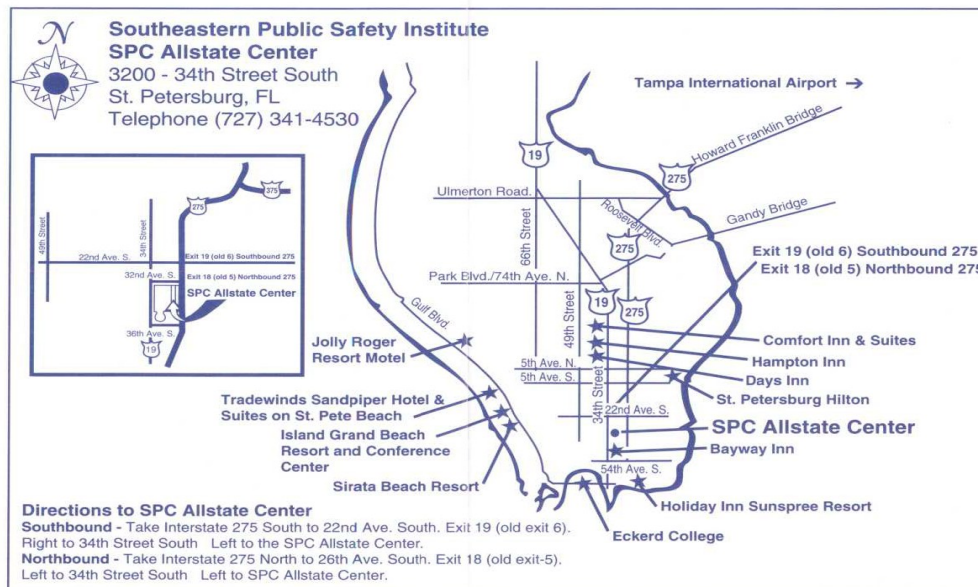 N
Southeastern Public Safety Institute
SPC Allstate Center
3200 - 34th Street South
St. Petersburg, FL
Telephone (727) 341-4530
Tampa International Airport →
Howard Franklin Bridge
19
275
Ulmerton Road.
Roosevelt Blvd.
Gandy Bridge
66th Street
275
Exit 19 (old 6) Southbound 275
Exit 18 (old 5) Northbound 275
Park Blvd./74th Ave. N.
19
275
49th Street
Gulf Blvd.
375
275
49th Street
34th Street
22nd Ave. S.
Exit 19 (old 6) Southbound 275
32nd Ave. S.
Exit 18 (old 5) Northbound 275
SPC Allstate Center
36th Ave. S.
19
Jolly Roger
Resort Motel
Comfort Inn & Suites
Hampton Inn
5th Ave. N.
Days Inn
5th Ave. S.
St. Petersburg Hilton
34th Street
22nd Ave. S.
Tradewinds Sandpiper Hotel &
Suites on St. Pete Beach
SPC Allstate Center
Island Grand Beach
Resort and Conference
Center
Bayway Inn
54th Ave. S.
Sirata Beach Resort
Holiday Inn Sunspree Resort
Eckerd College
Directions to SPC Allstate Center
Southbound - Take Interstate 275 South to 22nd Ave. South. Exit 19 (old exit 6).
Right to 34th Street South Left to the SPC Allstate Center.
Northbound - Take Interstate 275 North to 26th Ave. South. Exit 18 (old exit-5).
Left to 34th Street South Left to SPC Allstate Center.